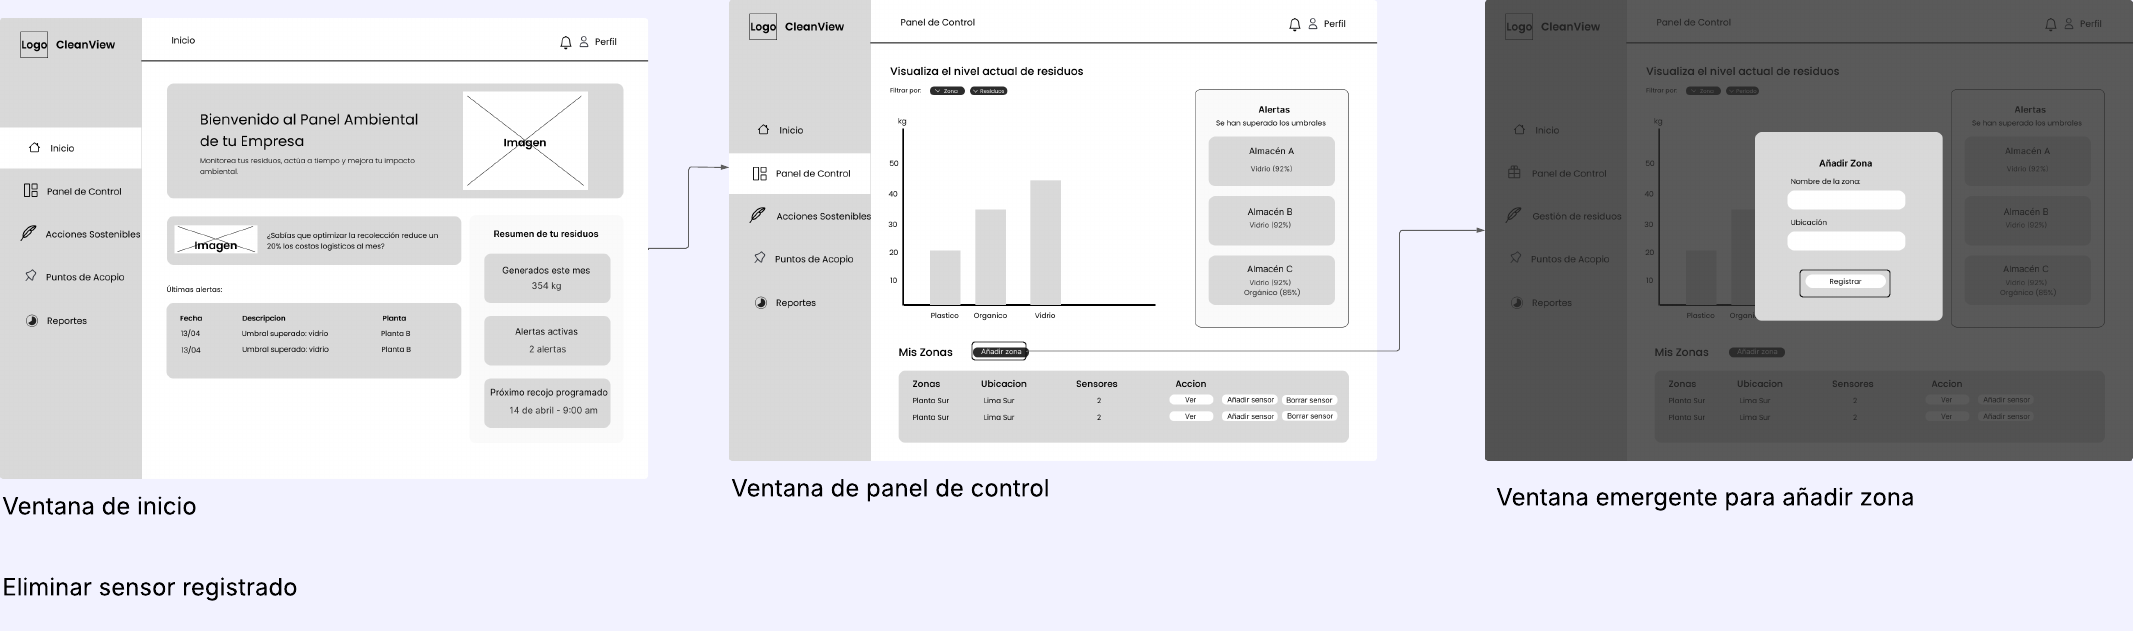 Logo CleanView
Inicio
Perfil
Inicio
Panel de Control
Acciones Sostenibles
Puntos de Acopio
Reportes
Bienvenido al Panel Ambiental
de tu Empresa
Monitorea tus residuos, actúa a tiempo y mejora tu impacto
ambiental.
Imagen
Imagen
¿Sabías que optimizar la recolección reduce un
20% los costos logísticos al mes?
Últimas alertas:
Fecha Descripcion Planta
13/04 Umbral superado: vidrio Planta B
13/04 Umbral superado: vidrio Planta B
Resumen de tu residuos
Generados este mes
354 kg
Alertas activas
2 alertas
Próximo recojo programado
14 de abril - 9:00 am
Ventana de inicio
Logo CleanView
Panel de Control
Perfil
Inicio
Panel de Control
Acciones Sostenibles
Puntos de Acopio
Reportes
Visualiza el nivel actual de residuos
Filtrar por: Zona Residuos
kg
50
40
30
20
10
Plastico Organico Vidrio
Alertas
Se han superado los umbrales
Almacén A
Vidrio (92%)
Almacén B
Vidrio (92%)
Almacén C
Vidrio (92%)
Orgánico (85%)
Mis Zonas Añadir zona
Zonas Ubicacion Sensores Accion
Planta Sur Lima Sur 2 Ver Añadir sensor Borrar sensor
Planta Sur Lima Sur 2 Ver Añadir sensor Borrar sensor
Ventana de panel de control
Logo CleanView
Panel de Control
Perfil
Inicio
Panel de Control
Gestión de residuos
Puntos de Acopio
Reportes
Visualiza el nivel actual de residuos
Filtrar por: Zona Periodo
kg
50
40
30
20
10
Plastico
Alertas
Se han superado los umbrales
Almacén A
Vidrio (92%)
Almacén B
Vidrio (92%)
Almacén C
Vidrio (92%)
Orgánico (85%)
Añadir Zona
Nombre de la zona:
Ubicación
Registrar
Mis Zonas Añadir zona
Zonas Ubicacion Sensores Accion
Planta Sur Lima Sur 2 Ver Añadir sensor
Planta Sur Lima Sur 2 Ver Añadir sensor
Ventana emergente para añadir zona
Eliminar sensor registrado